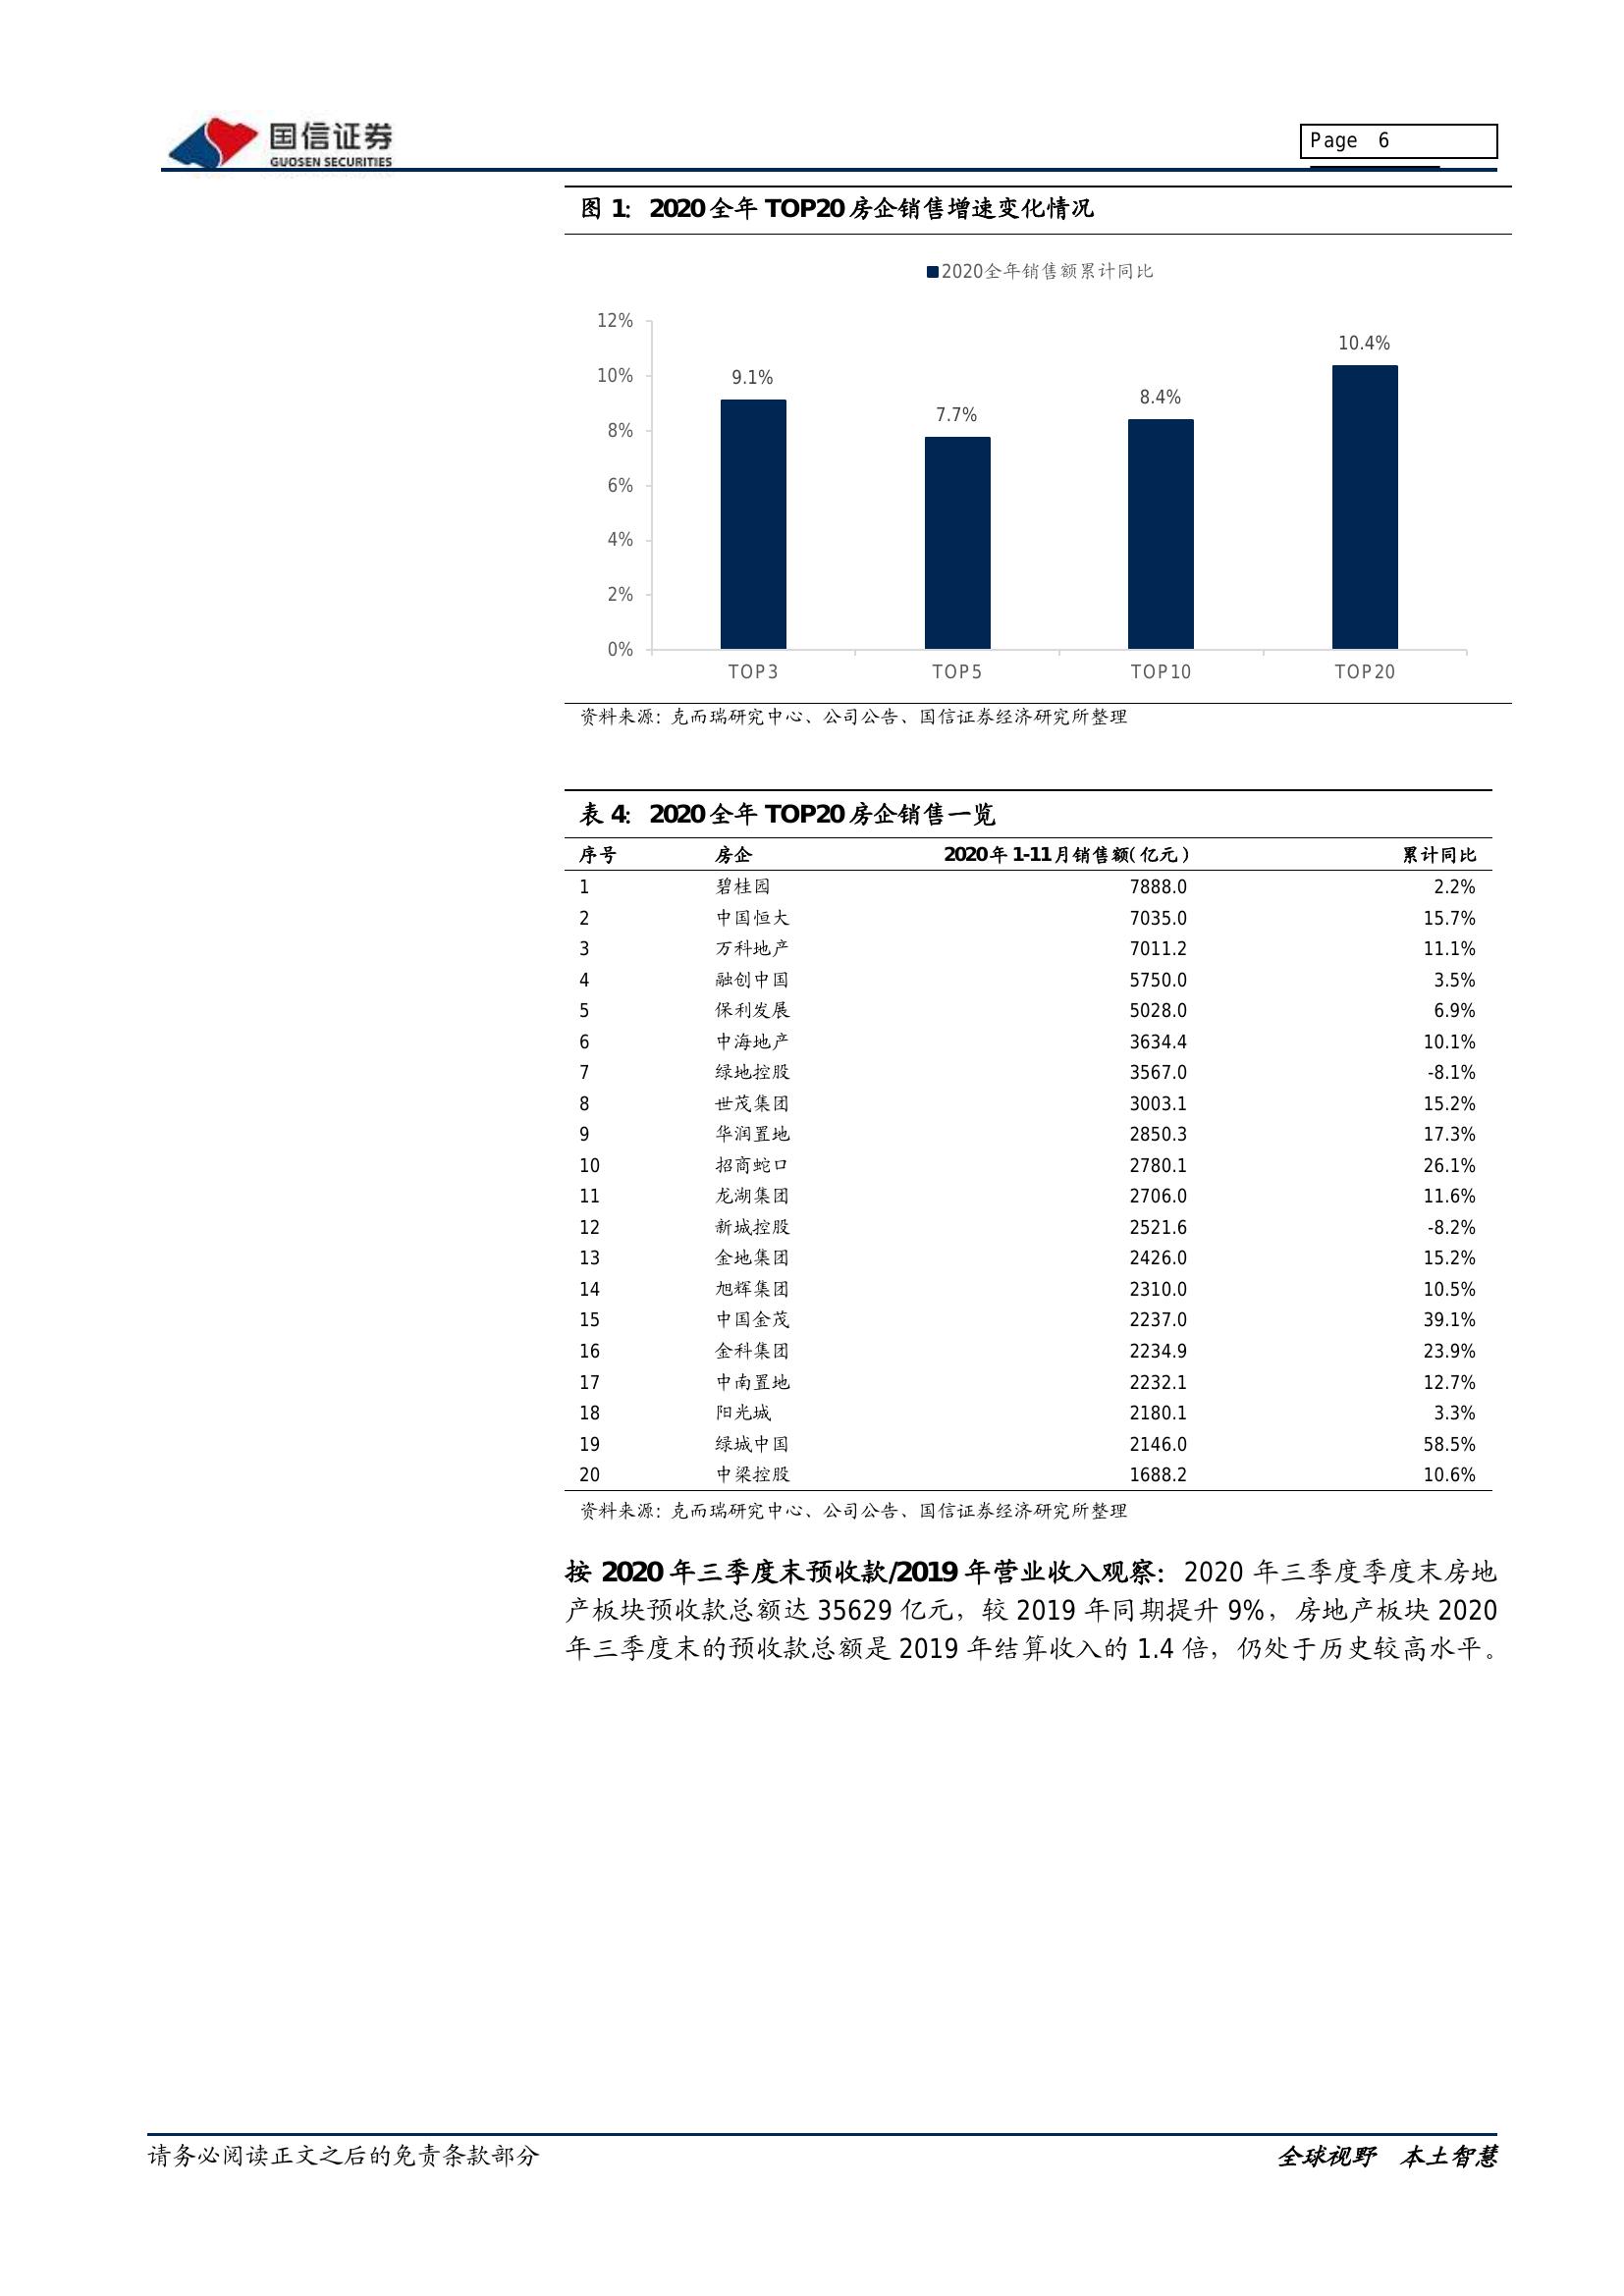 国信证券
GUOSEN SECURITIES
Page 6
图 1: 2020 全年 TOP20 房企销售增速变化情况
2020全年销售额累计同比
12%
10%
8%
6%
4%
2%
0%
9.1%
7.7%
8.4%
10.4%
TOP3 TOP5 TOP10 TOP20
资料来源:克而瑞研究中心、公司公告、国信证券经济研究所整理
表 4: 2020 全年 TOP20 房企销售一览
序号 房企 2020 年 1-11 月销售额(亿元) 累计同比
1 碧桂园 7888.0 2.2%
2 中国恒大 7035.0 15.7%
3 万科地产 7011.2 11.1%
4 融创中国 5750.0 3.5%
5 保利发展 5028.0 6.9%
6 中海地产 3634.4 10.1%
7 绿地控股 3567.0 -8.1%
8 世茂集团 3003.1 15.2%
9 华润置地 2850.3 17.3%
10 招商蛇口 2780.1 26.1%
11 龙湖集团 2706.0 11.6%
12 新城控股 2521.6 -8.2%
13 金地集团 2426.0 15.2%
14 旭辉集团 2310.0 10.5%
15 中国金茂 2237.0 39.1%
16 金科集团 2234.9 23.9%
17 中南置地 2232.1 12.7%
18 阳光城 2180.1 3.3%
19 绿城中国 2146.0 58.5%
20 中梁控股 1688.2 10.6%
资料来源:克而瑞研究中心、公司公告、国信证券经济研究所整理
按 2020 年三季度末预收款/2019 年营业收入观察:2020 年三季度季度末房地
产板块预收款总额达 35629 亿元,较 2019 年同期提升 9%,房地产板块 2020
年三季度末的预收款总额是 2019 年结算收入的 1.4 倍,仍处于历史较高水平。
请务必阅读正文之后的免责条款部分
全球视野 本土智慧